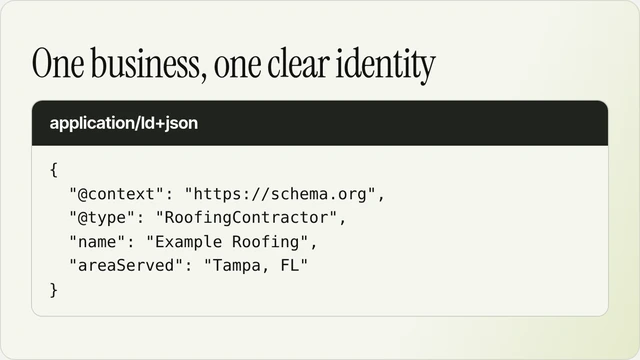 One business, one clear identity
application/ld+json
{
  "@context": "https://schema.org",
  "@type": "RoofingContractor",
  "name": "Example Roofing",
  "areaServed": "Tampa, FL"
}